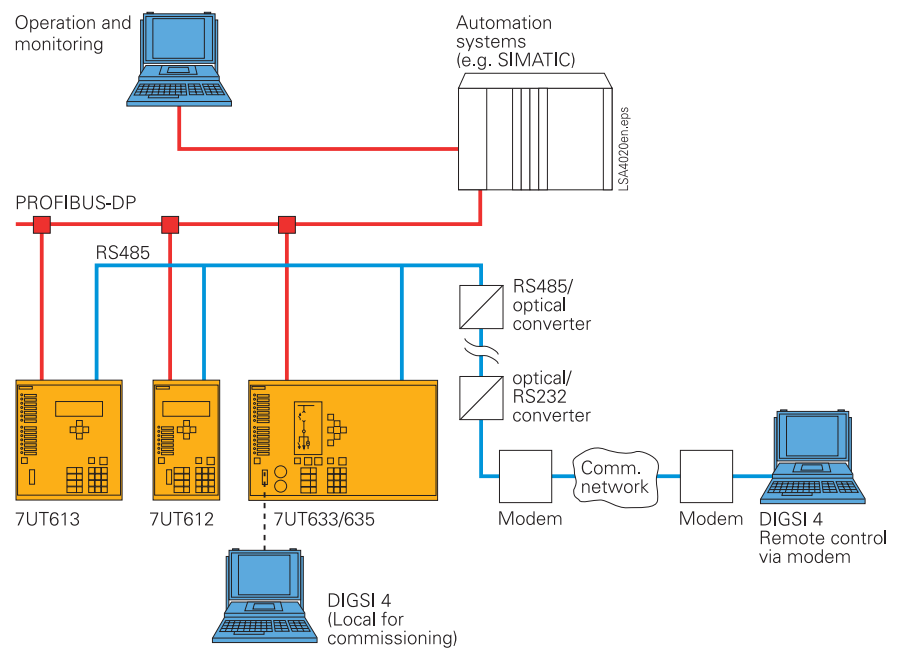 Operation and
monitoring
Automation
systems
(e.g. SIMATIC)
LSA4020en.eps
PROFIBUS-DP
RS485
RS485/
optical
converter
optical/
RS232
converter
Comm.
network
7UT613
7UT612
7UT633/635
Modem
Modem
DIGSI 4
Remote control
via modem
DIGSI 4
(Local for
commissioning)